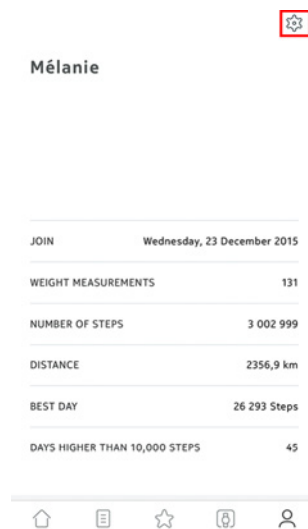 Mélanie
JOIN Wednesday, 23 December 2015
WEIGHT MEASUREMENTS 131
NUMBER OF STEPS 3 002 999
DISTANCE 2356,9 km
BEST DAY 26 293 Steps
DAYS HIGHER THAN 10,000 STEPS 45